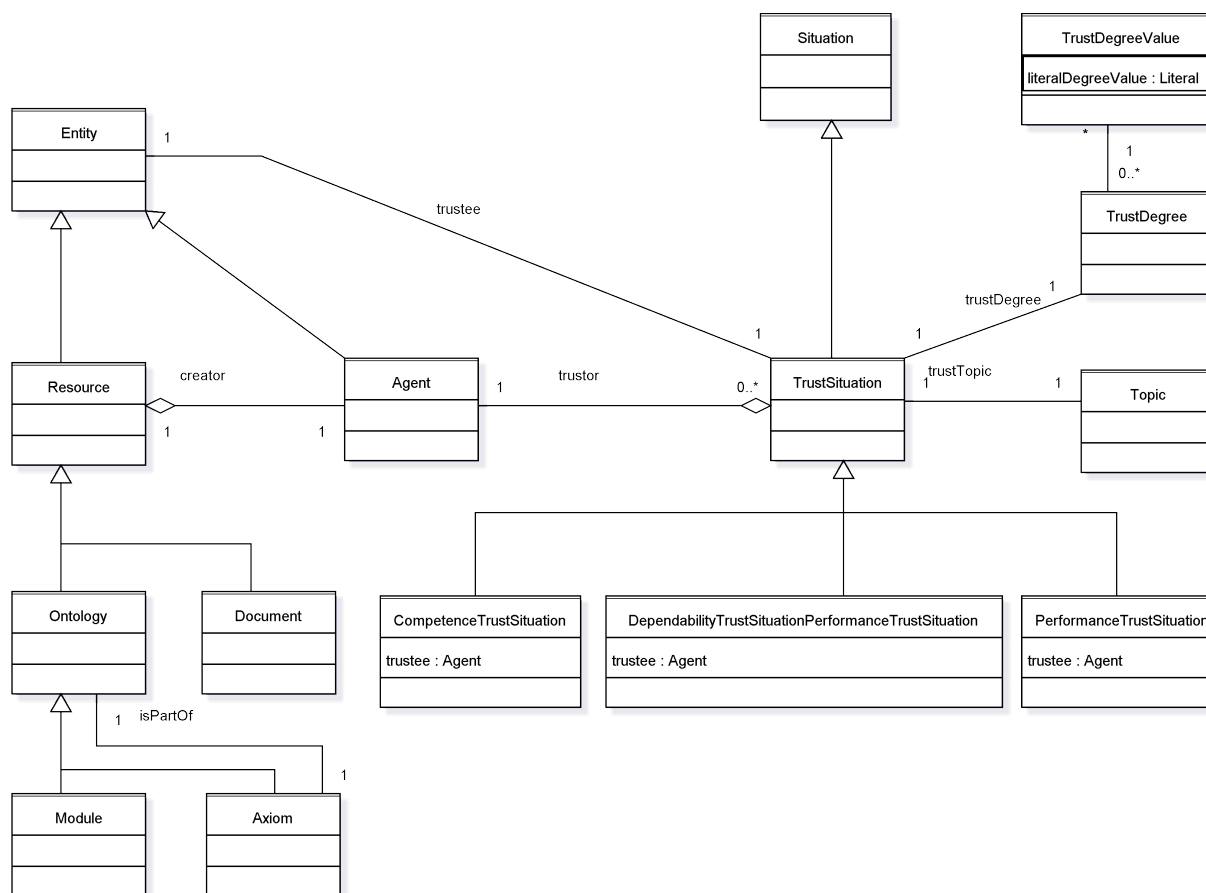 Situation
TrustDegreeValue
literalDegreeValue : Literal
Entity
1
*
1
0..*
trustee
TrustDegree
1
trustDegree
1
1
Resource
creator
Agent
1
trustor
0..*
TrustSituation
trustTopic
1
1
Topic
1
1
Ontology
Document
CompetenceTrustSituation
DependabilityTrustSituationPerformanceTrustSituation
PerformanceTrustSituation
trustee : Agent
trustee : Agent
trustee : Agent
1
isPartOf
1
Module
Axiom